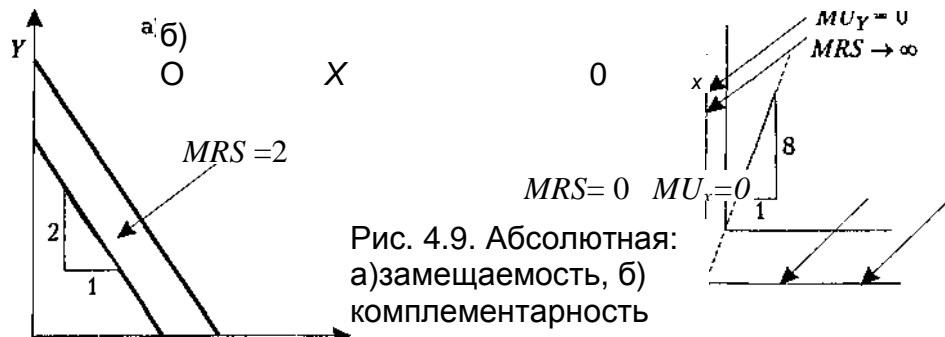 а)
б)
Y
O X 0
MRS =2
2
1
MU_Y = 0
MRS → ∞
x
8
MRS= 0 MU_x=0
1
Рис. 4.9. Абсолютная:
а)замещаемость, б)
комплементарность